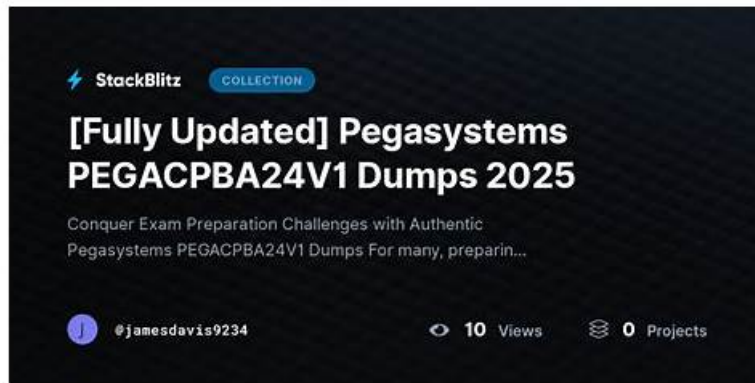 StackBlitz COLLECTION
[Fully Updated] Pegasystems
PEGACPBA24V1 Dumps 2025
Conquer Exam Preparation Challenges with Authentic
Pegasystems PEGACPBA24V1 Dumps For many, preparin...
J @jamesdavis9234 10 Views 0 Projects